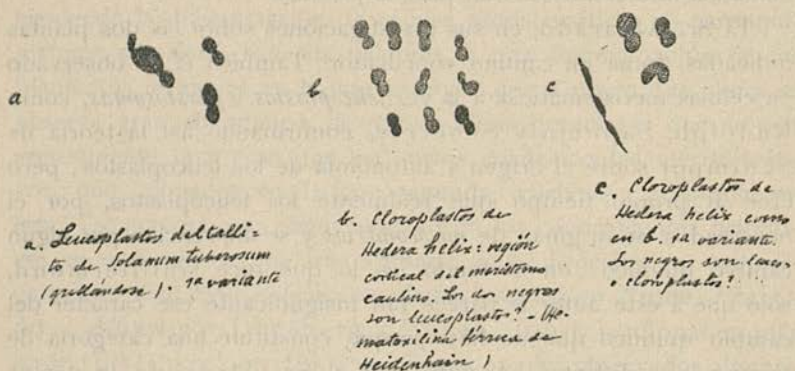 a
b
c
a. Leucoplastos del talli=
to de Solanum tuberosum
(grillándose). 1a variante
b. Cloroplastos de
Hedera helix: región
cortical del meristemo
caulino. Los dos negros
son leucoplastos? - (He-
matoxilina férrica de
Heidenhain)
c. Cloroplastos de
Hedera helix como
en b. 1a variante.
Los negros son leuco-
o cloroplastos?